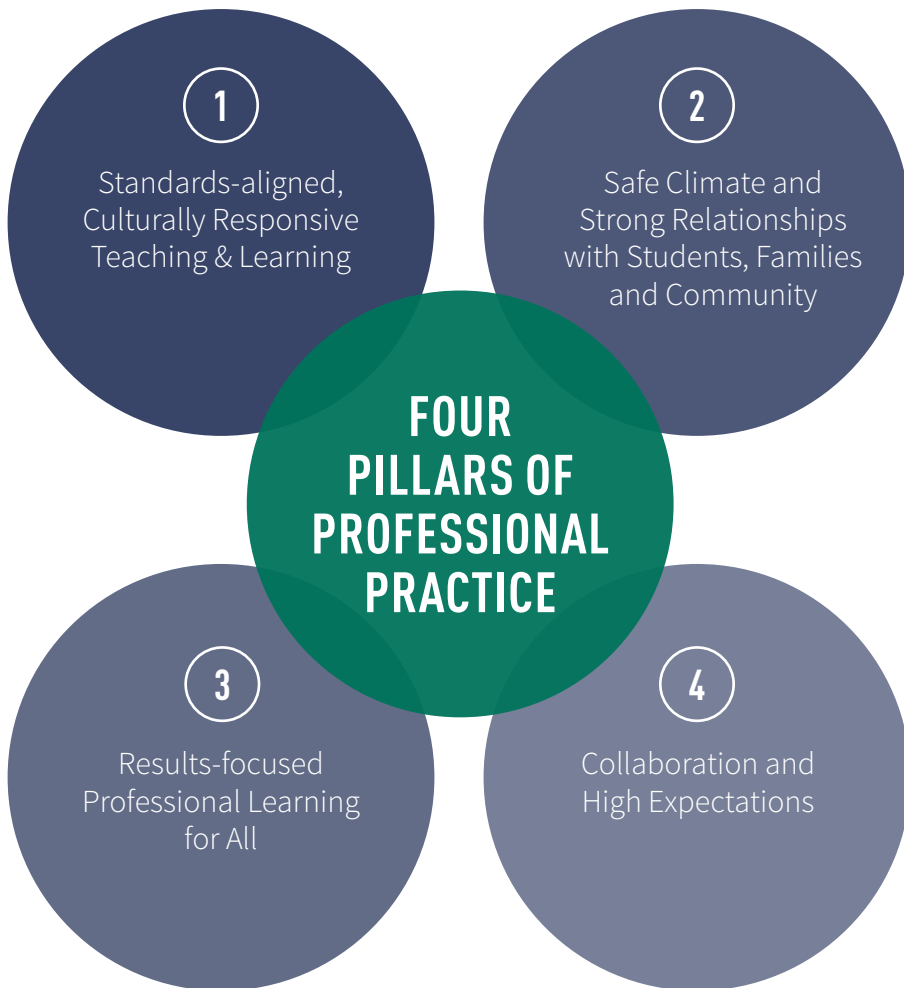 1
Standards-aligned,
Culturally Responsive
Teaching & Learning
2
Safe Climate and
Strong Relationships
with Students, Families
and Community
FOUR
PILLARS OF
PROFESSIONAL
PRACTICE
3
Results-focused
Professional Learning
for All
4
Collaboration and
High Expectations